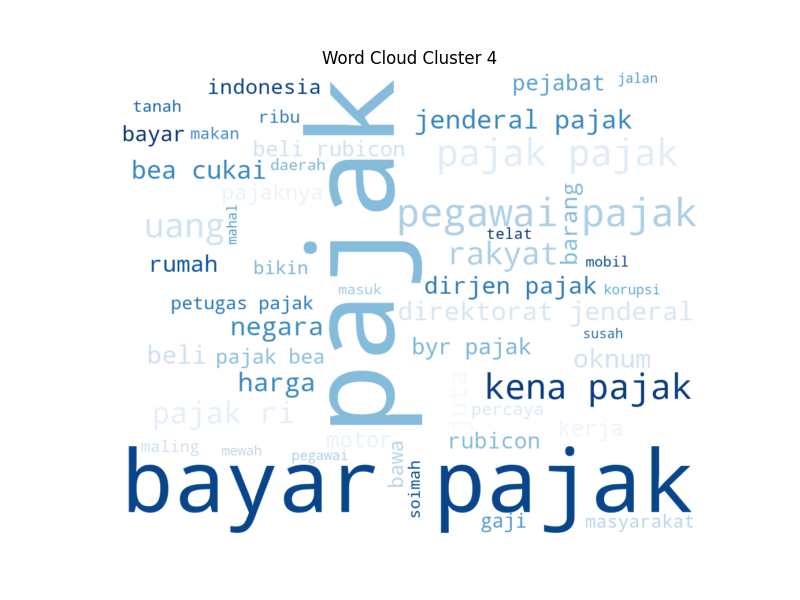 Word Cloud Cluster 4
indonesia
pejabat
jalan
tanah
ribu
jenderal pajak
bayar
makan
beli rubicon
pajak pajak
bea cukai
daerah
pajaknya
pajak
uang
mahal
pegawai pajak
barang
telat
rakyat
rumah
bikin
mobil
masuk
dirjen pajak
korupsi
petugas pajak
direktorat jenderal
negara
susah
beli
pajak bea
byr pajak
oknum
harga
kena pajak
juta
percaya
pajak ri
motor
kerja
maling
mewah
pegawai
bawa
rubicon
soimah
bayar pajak
gaji
masyarakat